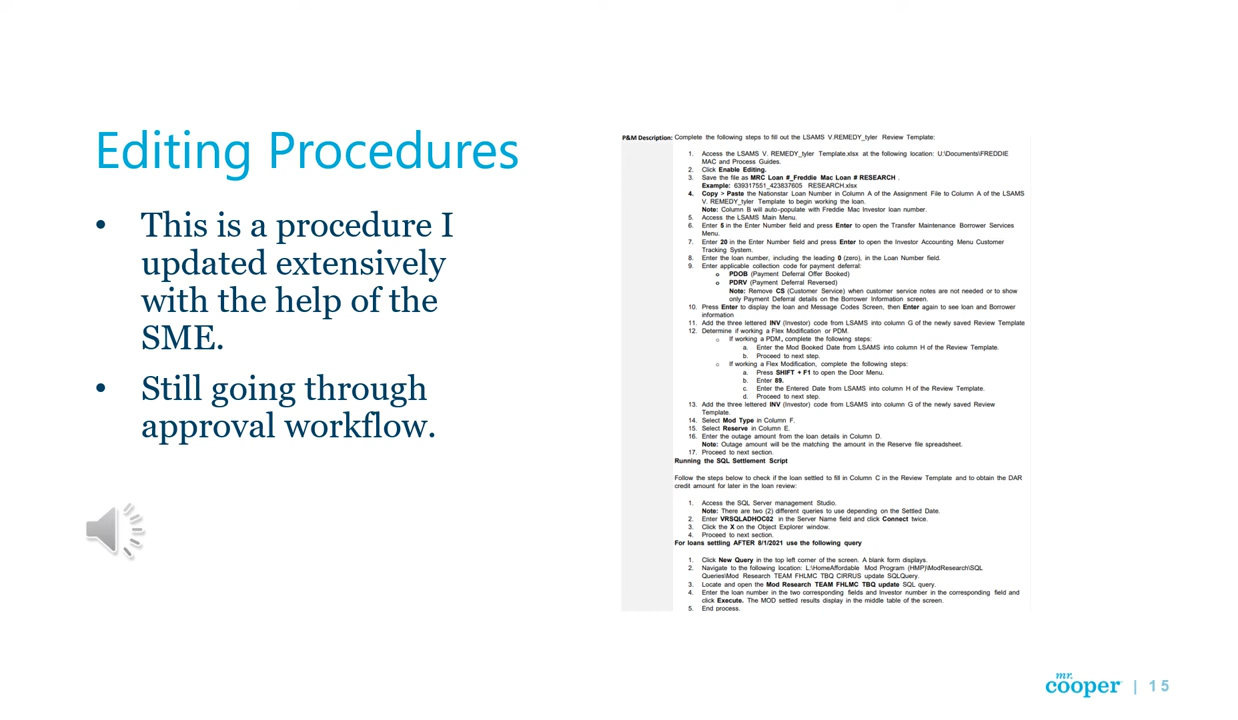 Editing Procedures
• This is a procedure I
updated extensively
with the help of the
SME.
• Still going through
approval workflow.
P&M Description: Complete the following steps to fill out the LSAMS V.REMEDY_tyler Review Template:
1. Access the LSAMS V. REMEDY_tyler Template.xlsx at the following location: U:\Documents\FREDDIE
MAC and Process Guides.
2. Click Enable Editing.
3. Save the file as MRC Loan #_Freddie Mac Loan # RESEARCH .
Example: 639317551_423837605 RESEARCH.xlsx
4. Copy > Paste the Nationstar Loan Number in Column A of the Assignment File to Column A of the LSAMS
V. REMEDY_tyler Template to begin working the loan.
Note: Column B will auto-populate with Freddie Mac Investor loan number.
5. Access the LSAMS Main Menu.
6. Enter 5 in the Enter Number field and press Enter to open the Transfer Maintenance Borrower Services
Menu.
7. Enter 20 in the Enter Number field and press Enter to open the Investor Accounting Menu Customer
Tracking System.
8. Enter the loan number, including the leading 0 (zero), in the Loan Number field.
9. Enter applicable collection code for payment deferral:
o PDOB (Payment Deferral Offer Booked)
o PDRV (Payment Deferral Reversed)
Note: Remove CS (Customer Service) when customer service notes are not needed or to show
only Payment Deferral details on the Borrower Information screen.
10. Press Enter to display the loan and Message Codes Screen, then Enter again to see loan and Borrower
information
11. Add the three lettered INV (Investor) code from LSAMS into column G of the newly saved Review Template
12. Determine if working a Flex Modification or PDM.
o If working a PDM, complete the following steps:
a. Enter the Mod Booked Date from LSAMS into column H of the Review Template.
b. Proceed to next step.
o If working a Flex Modification, complete the following steps:
a. Press SHIFT + F1 to open the Door Menu.
b. Enter 89.
c. Enter the Entered Date from LSAMS into column H of the Review Template.
d. Proceed to next step.
13. Add the three lettered INV (Investor) code from LSAMS into column G of the newly saved Review
Template.
14. Select Mod Type in Column F.
15. Select Reserve in Column E.
16. Enter the outage amount from the loan details in Column D.
Note: Outage amount will be the matching the amount in the Reserve file spreadsheet.
17. Proceed to next section.
Running the SQL Settlement Script
Follow the steps below to check if the loan settled to fill in Column C in the Review Template and to obtain the DAR
credit amount for later in the loan review:
1. Access the SQL Server management Studio.
Note: There are two (2) different queries to use depending on the Settled Date.
2. Enter VRSQLADHOC02 in the Server Name field and click Connect twice.
3. Click the X on the Object Explorer window.
4. Proceed to next section.
For loans settling AFTER 8/1/2021 use the following query
1. Click New Query in the top left corner of the screen. A blank form displays.
2. Navigate to the following location: L:\HomeAffordable Mod Program (HMP)\ModResearch\SQL
Queries\Mod Research TEAM FHLMC TBQ CIRRUS update SQLQuery.
3. Locate and open the Mod Research TEAM FHLMC TBQ update SQL query.
4. Enter the loan number in the two corresponding fields and Investor number in the corresponding field and
click Execute. The MOD settled results display in the middle table of the screen.
5. End process.
mr.
cooper | 15